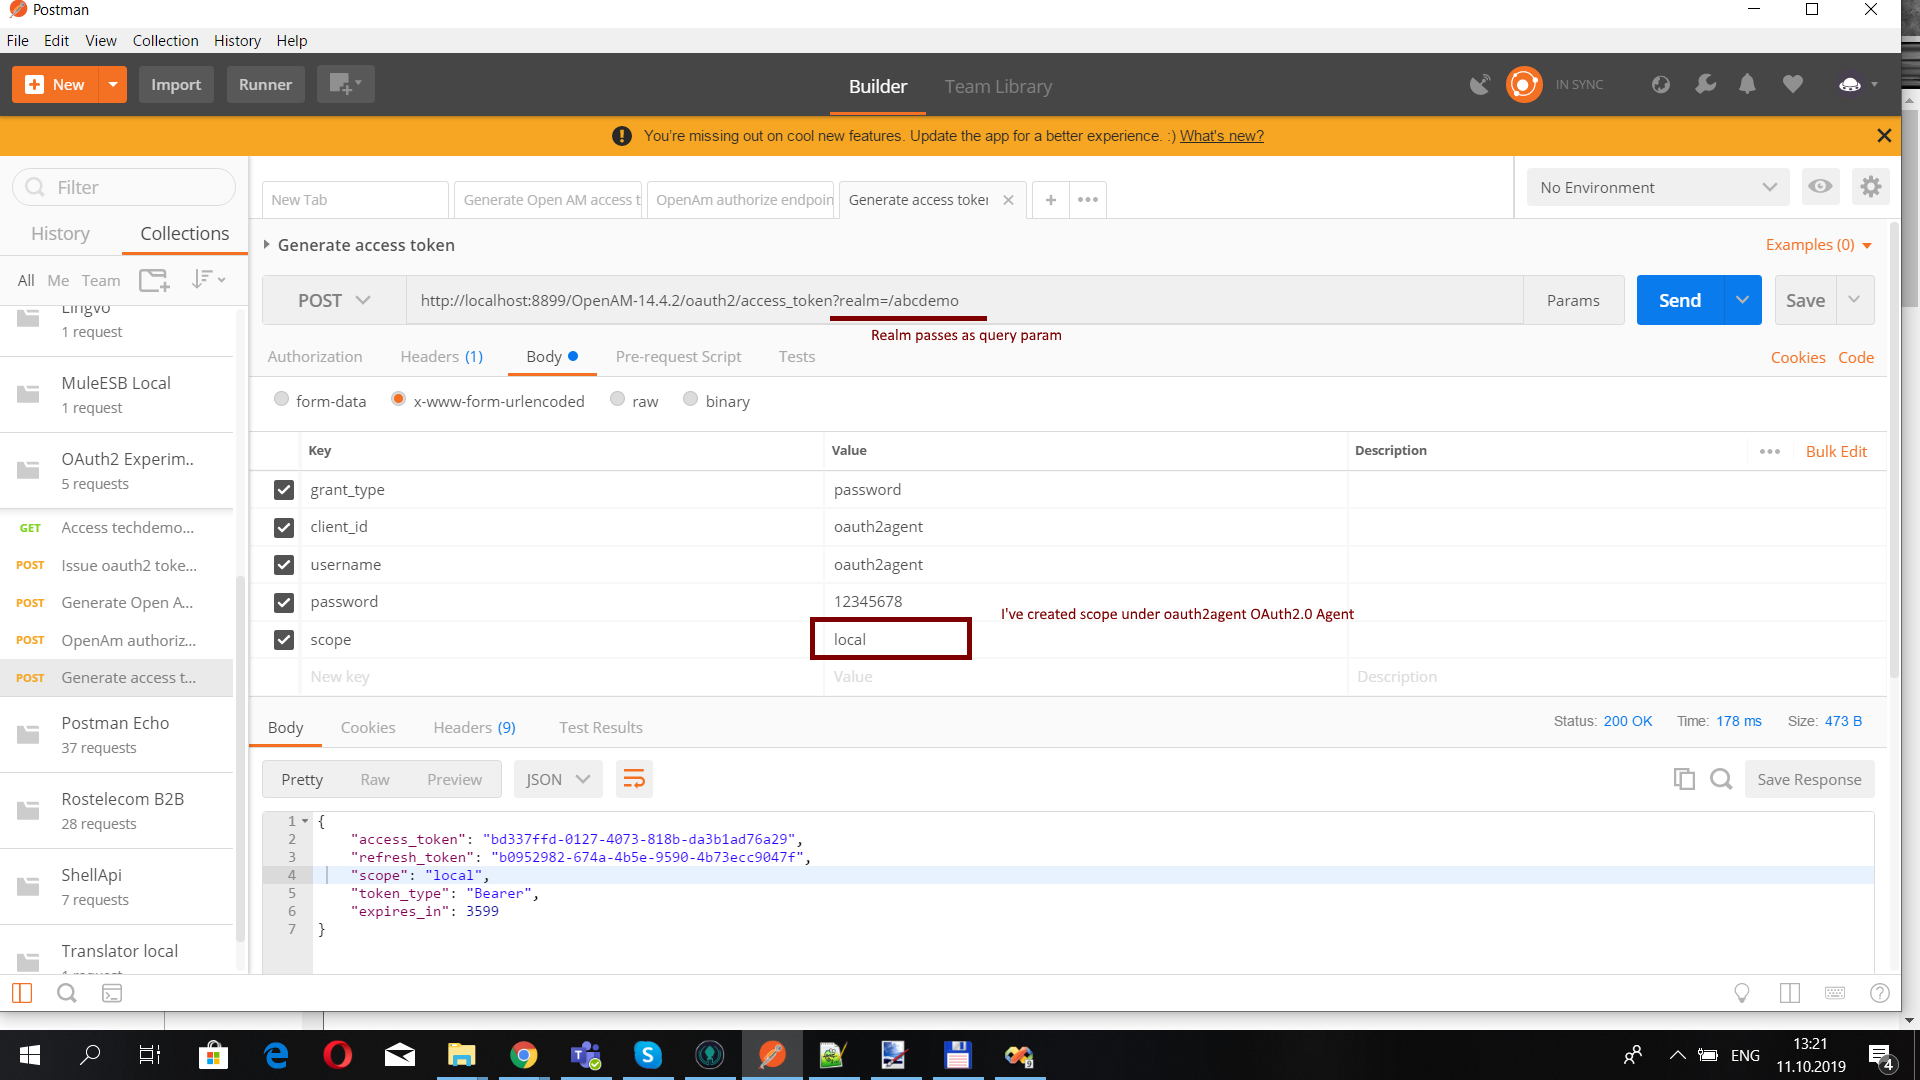 Postman
File Edit View Collection History Help
New Import Runner Builder Team Library IN SYNC
You're missing out on cool new features. Update the app for a better experience. :) What's new?
Filter
History Collections
All Me Team
Lingvo
1 request
MuleESB Local
1 request
OAuth2 Experim..
5 requests
GET Access techdemo...
POST Issue oauth2 toke...
POST Generate Open A...
POST OpenAm authoriz...
POST Generate access t...
Postman Echo
37 requests
Rostelecom B2B
28 requests
ShellApi
7 requests
Translator local
1 request
New Tab Generate Open AM access t OpenAm authorize endpoin Generate access token
No Environment
Generate access token
Examples (0)
POST http://localhost:8899/OpenAM-14.4.2/oauth2/access_token?realm=/abcdemo Params Send Save
Realm passes as query param
Authorization Headers (1) Body Pre-request Script Tests Cookies Code
form-data x-www-form-urlencoded raw binary
Key Value Description Bulk Edit
grant_type password
client_id oauth2agent
username oauth2agent
password 12345678
I've created scope under oauth2agent OAuth2.0 Agent
scope local
New key Value Description
Body Cookies Headers (9) Test Results Status: 200 OK Time: 178 ms Size: 473 B
Pretty Raw Preview JSON Save Response
1 {
2 "access_token": "bd337ffd-0127-4073-818b-da3b1ad76a29",
3 "refresh_token": "b0952982-674a-4b5e-9590-4b73ecc9047f",
4 "scope": "local",
5 "token_type": "Bearer",
6 "expires_in": 3599
7 }
ENG
13:21
11.10.2019
4